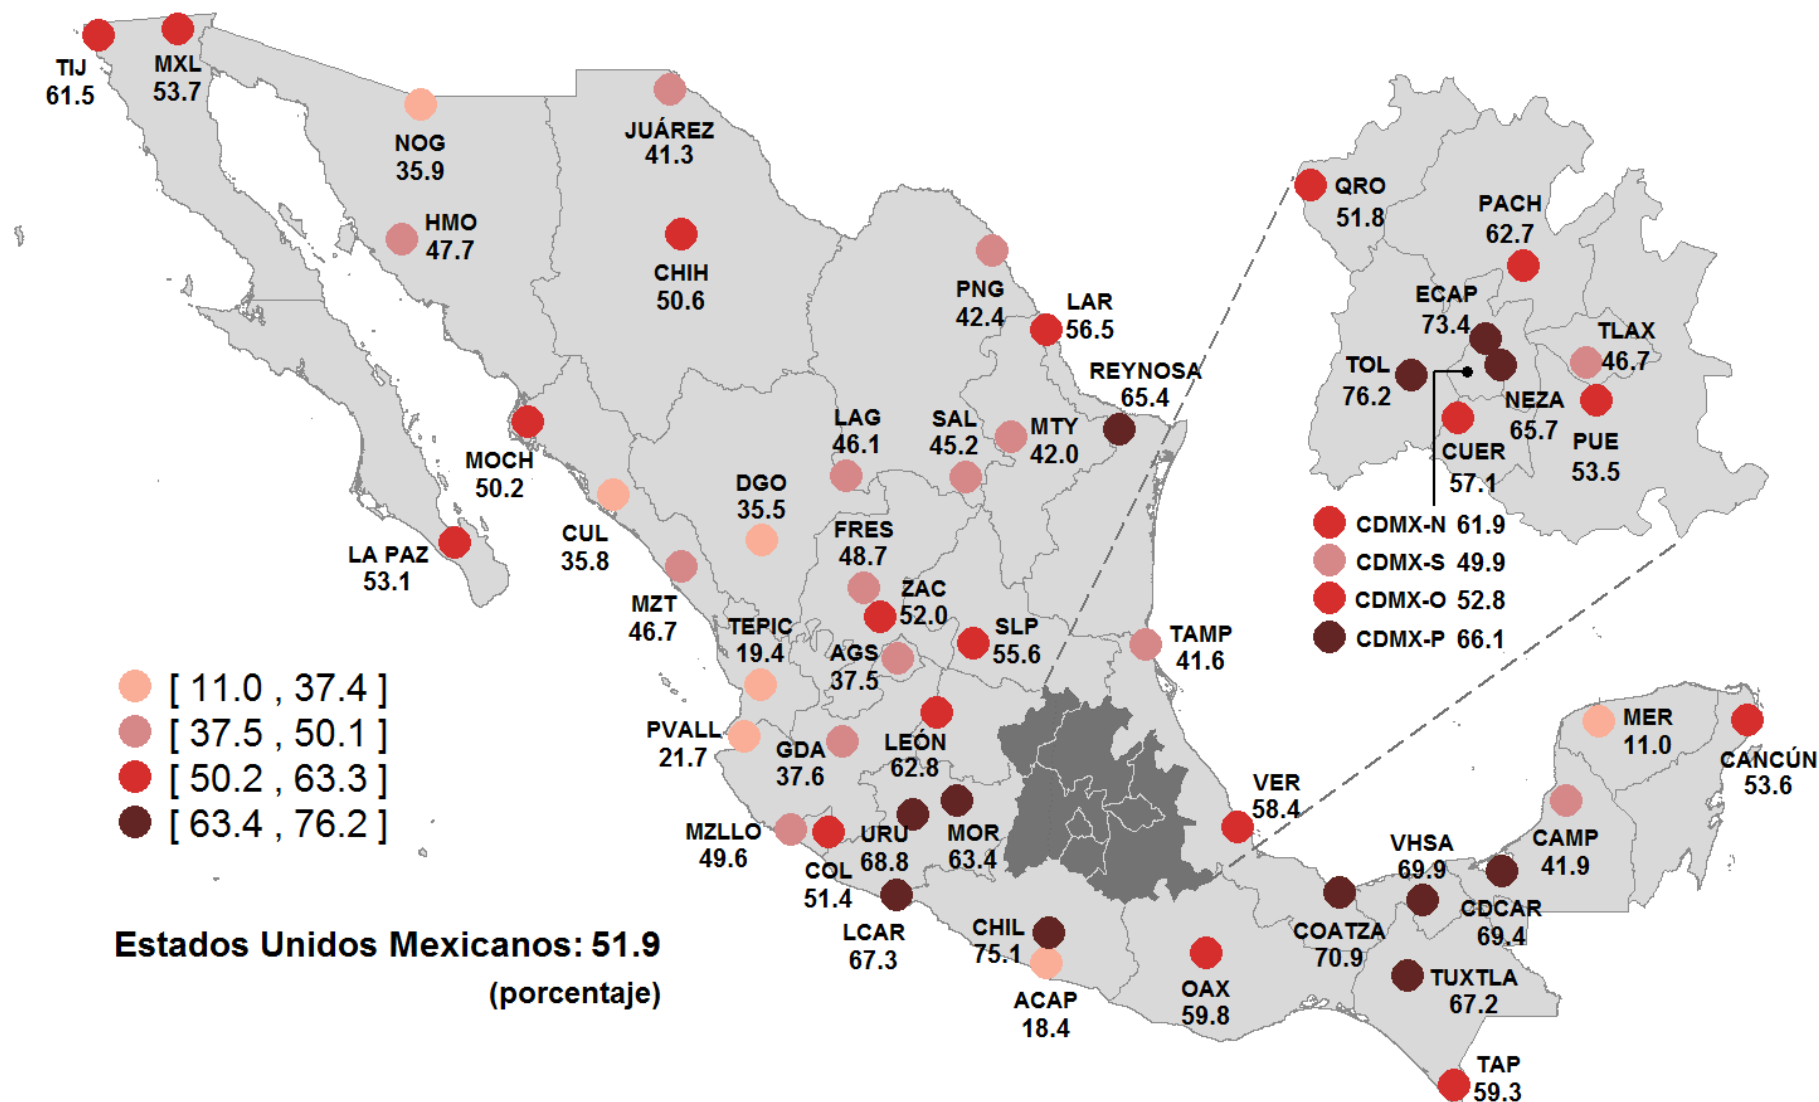 TIJ
61.5
MXL
53.7
NOG
35.9
JUÁREZ
41.3
HMO
47.7
CHIH
50.6
PNG
42.4
LAR
56.5
REYNOSA
65.4
LAG
46.1
SAL
45.2
MTY
42.0
MOCH
50.2
CUL
35.8
DGO
35.5
LA PAZ
53.1
FRES
48.7
ZAC
52.0
MZT
46.7
TEPIC
19.4
AGS
37.5
SLP
55.6
TAMP
41.6
PVALL
21.7
GDA
37.6
LEÓN
62.8
MZLLO
49.6
COL
51.4
URU
68.8
MOR
63.4
LCAR
67.3
CHIL
75.1
ACAP
18.4
OAX
59.8
VER
58.4
COATZA
70.9
VHSA
69.9
CDCAR
69.4
TUXTLA
67.2
TAP
59.3
CAMP
41.9
MER
11.0
CANCÚN
53.6
QRO
51.8
PACH
62.7
ECAP
73.4
TLAX
46.7
TOL
76.2
NEZA
65.7
CUER
57.1
PUE
53.5
CDMX-N 61.9
CDMX-S 49.9
CDMX-O 52.8
CDMX-P 66.1
[ 11.0 , 37.4 ]
[ 37.5 , 50.1 ]
[ 50.2 , 63.3 ]
[ 63.4 , 76.2 ]
Estados Unidos Mexicanos: 51.9
(porcentaje)